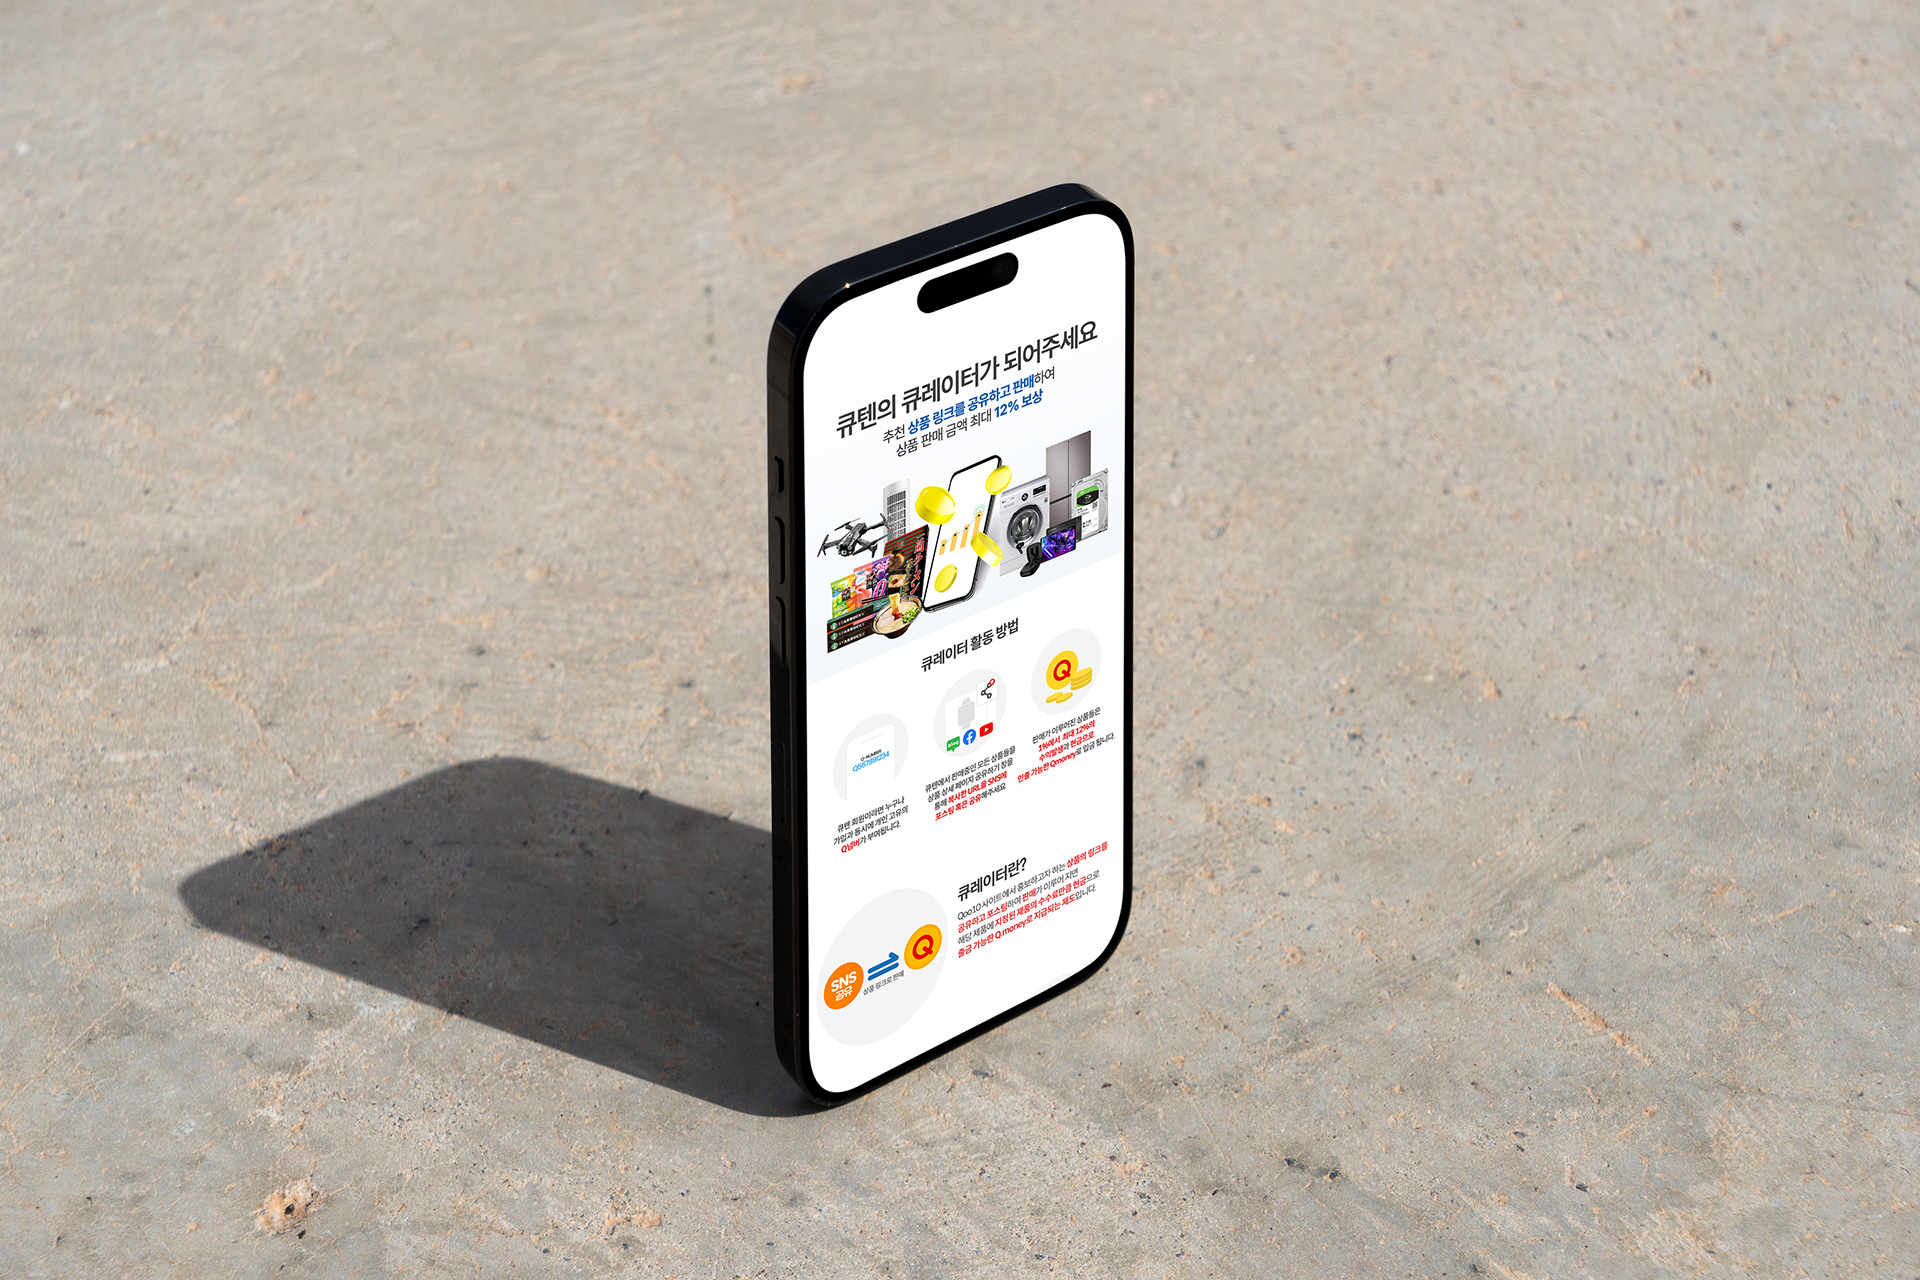 큐텐의 큐레이터가 되어주세요
추천 상품 링크를 공유하고 판매하여
상품 판매 금액 최대 12% 보상
STARBUCKS
STARBUCKS
STARBUCKS
큐레이터 활동 방법
Q-NUMBER
Q567891234
큐텐 회원이라면 누구나
가입과 동시에 개인 고유의
Q넘버가 부여됩니다.
blog
큐텐에서 판매중인 모든 상품들을
상품 상세 페이지 공유하기 창을
통해 복사한 URL을 SNS에
포스팅 혹은 공유해주세요
Q
판매가 이루어진 상품들은
1%에서 최대 12%의
수익발생과 현금으로
인출 가능한 Qmoney로 입금 됩니다.
큐레이터란?
Qoo10 사이트에서 홍보하고자 하는 상품의 링크를
공유하고 포스팅하여 판매가 이루어 지면
해당 제품에 지정된 제품의 수수료만큼 현금으로
출금 가능한 Q.money로 지급되는 제도입니다.
SNS
공유
상품 링크로 판매
Q